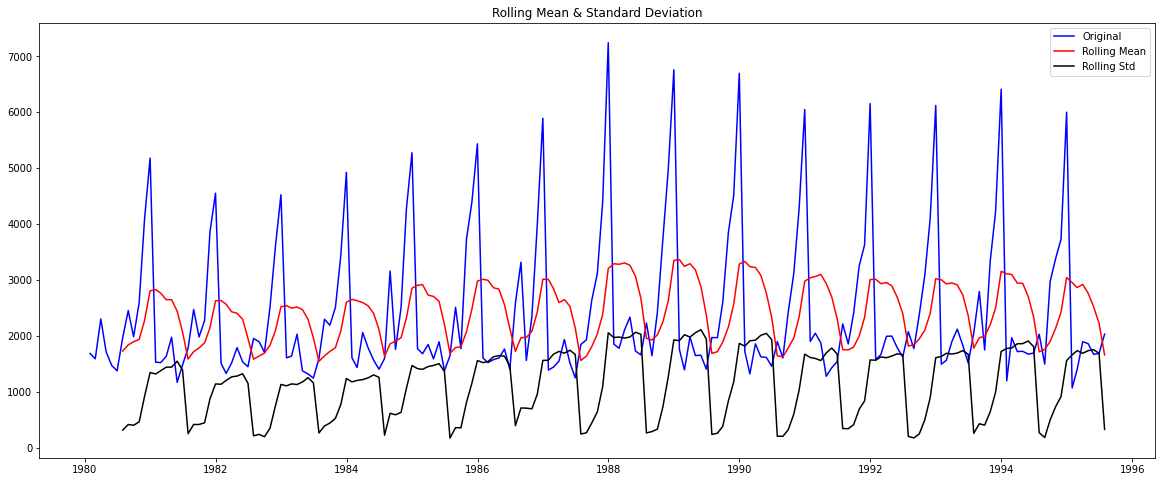 Rolling Mean & Standard Deviation
Original
Rolling Mean
Rolling Std
7000
6000
5000
4000
3000
2000
1000
0
1980 1982 1984 1986 1988 1990 1992 1994 1996